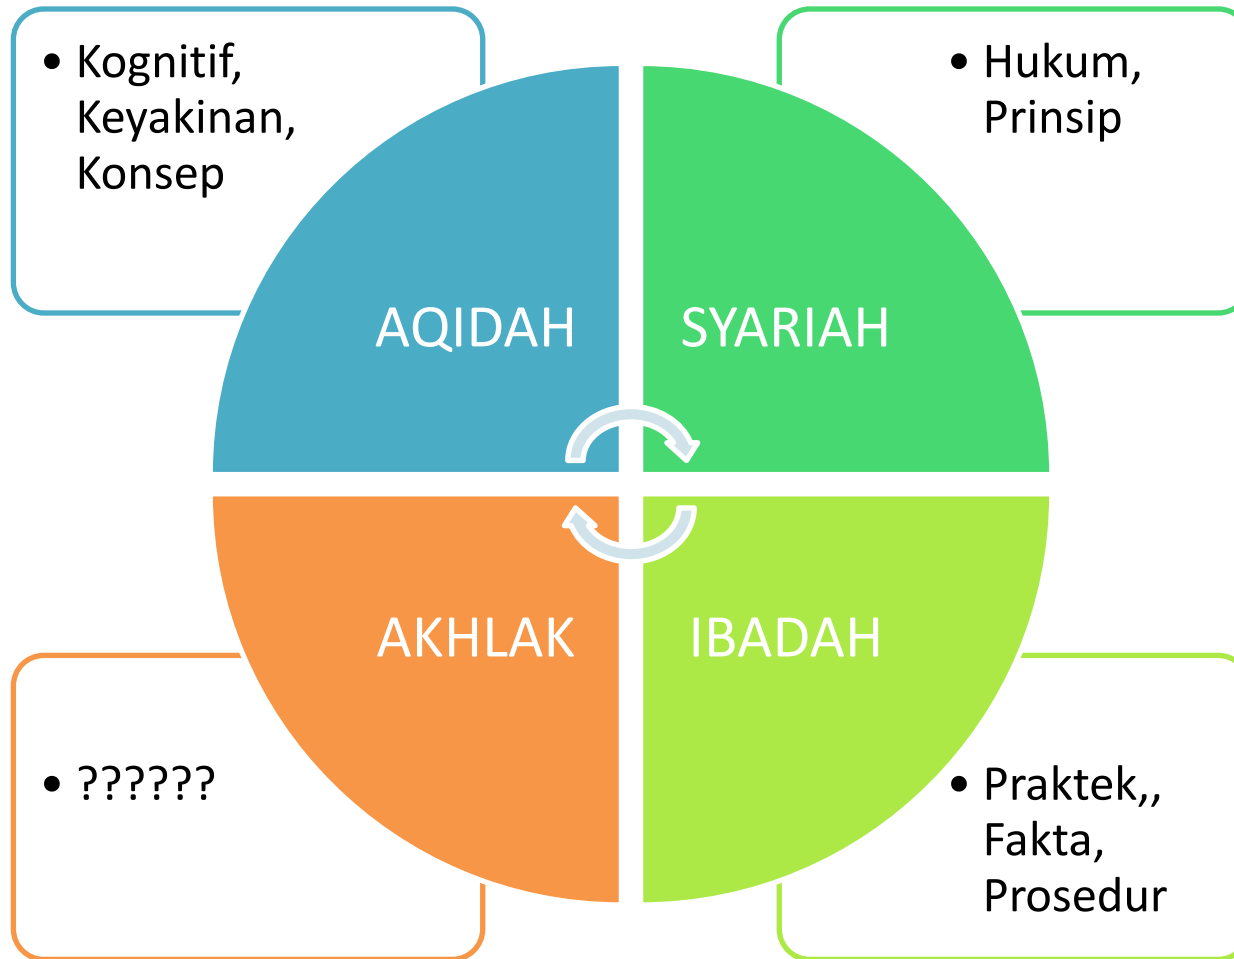 • Kognitif,
Keyakinan,
Konsep
• Hukum,
Prinsip
AQIDAH
SYARIAH
AKHLAK
IBADAH
• ??????
• Praktek,,
Fakta,
Prosedur